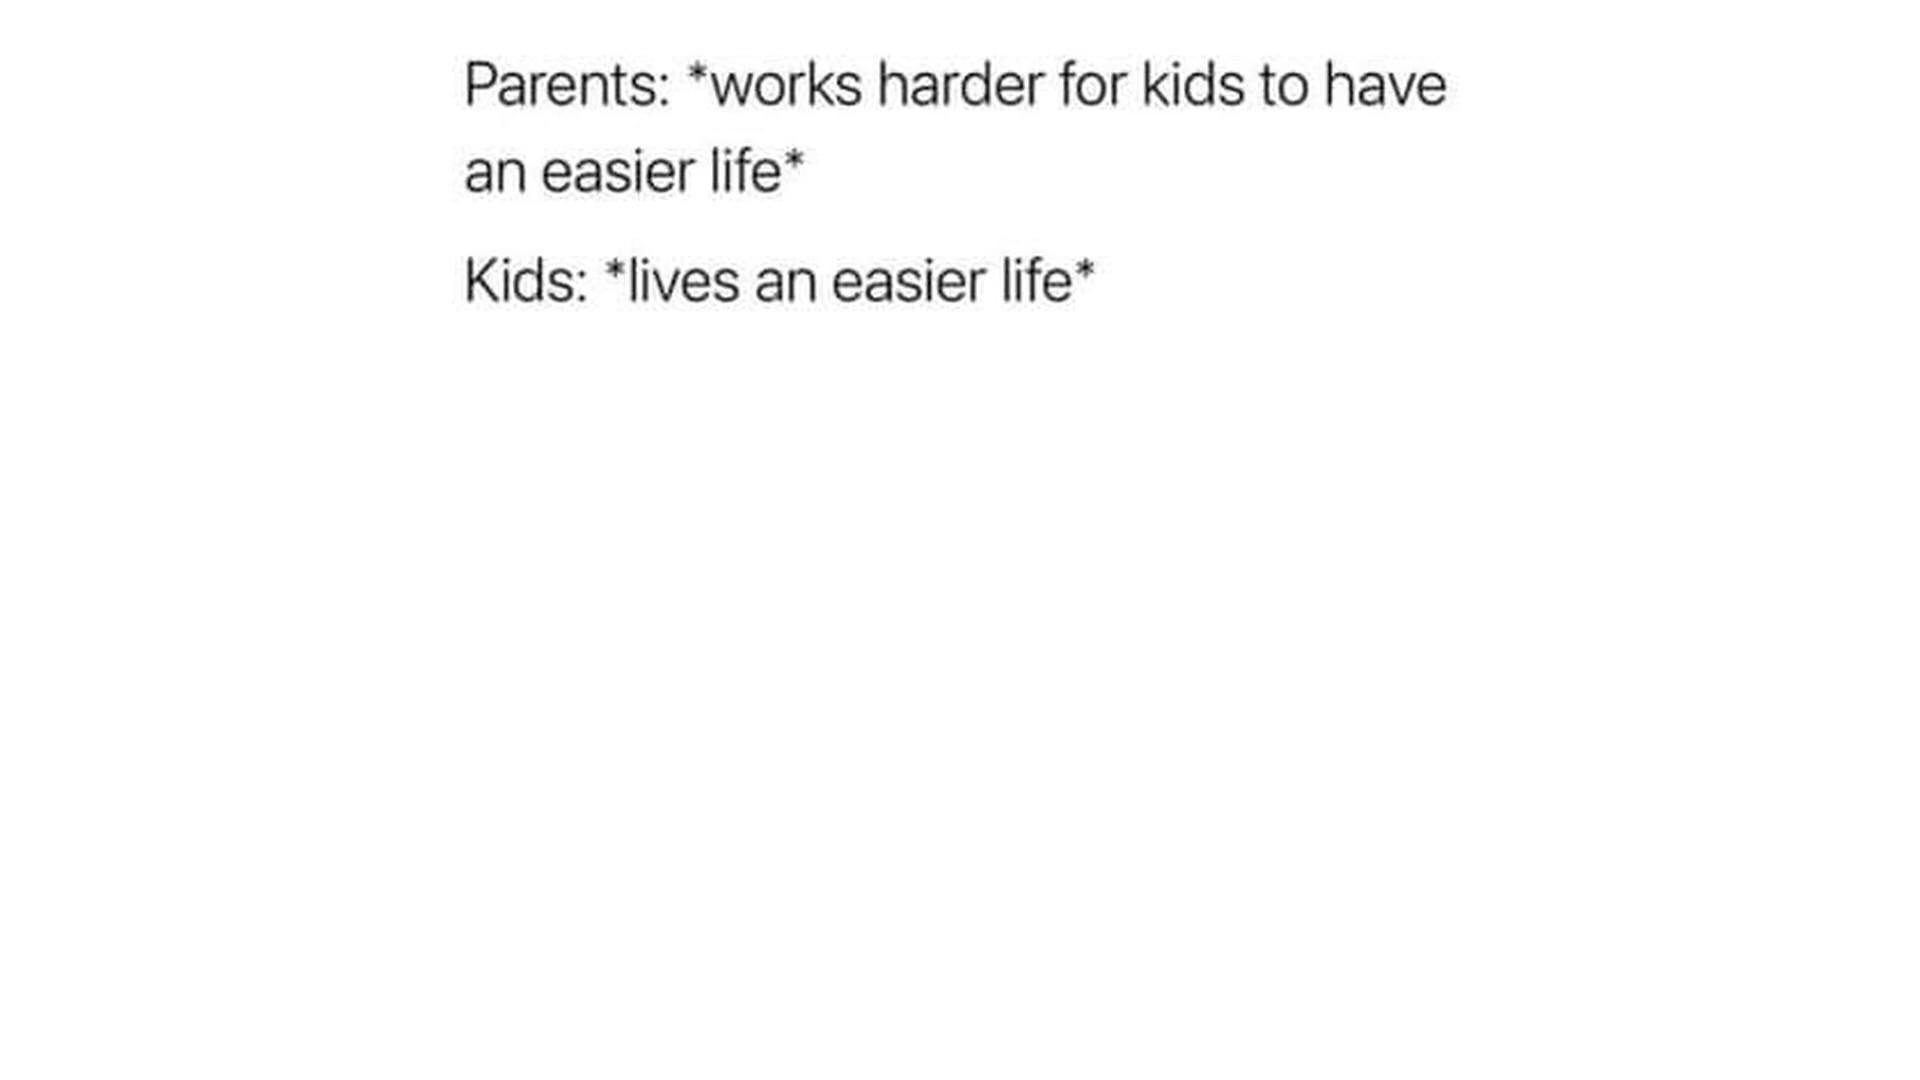 Parents: *works harder for kids to have
an easier life*
Kids: *lives an easier life*